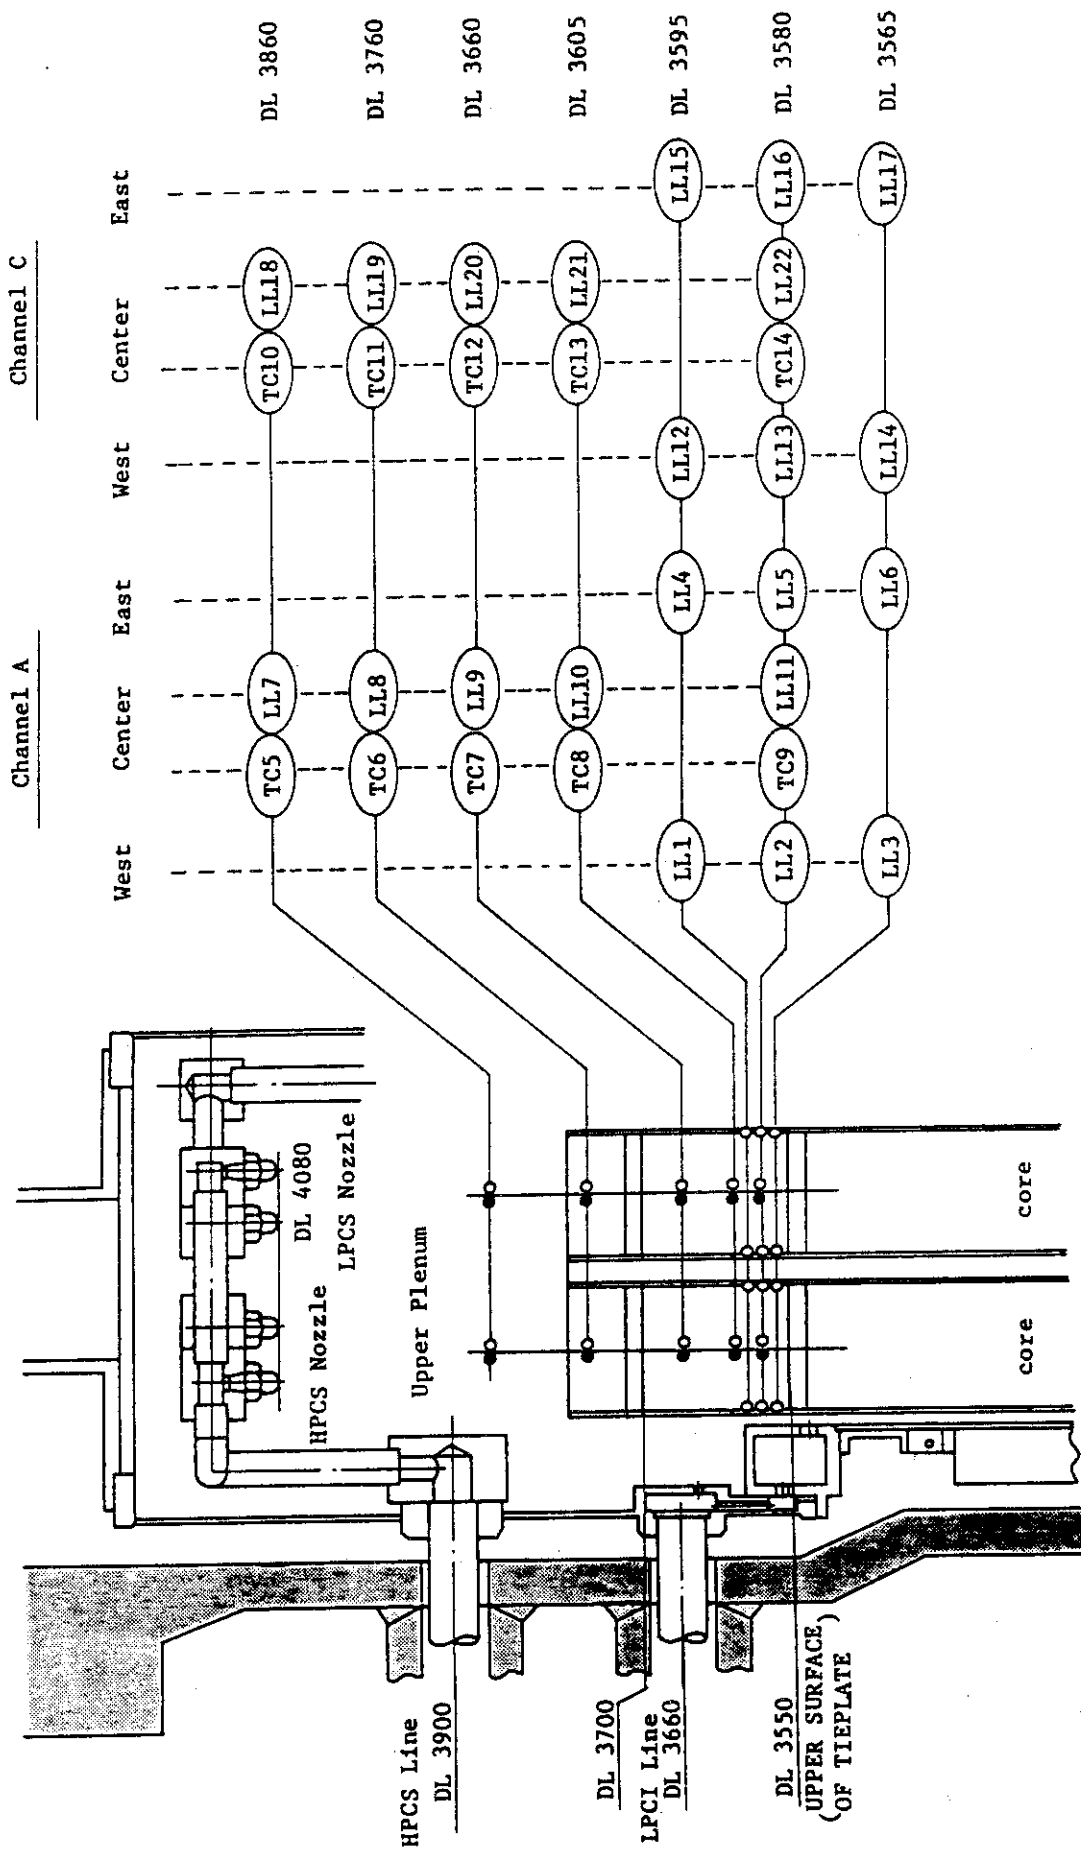 Channel A
Channel C
West
Center
East
West
Center
East
TC5 LL7 TC10 LL18 DL 3860
TC6 LL8 TC11 LL19 DL 3760
TC7 LL9 TC12 LL20 DL 3660
TC8 LL10 TC13 LL21 DL 3605
LL1 LL4 LL12 LL15 DL 3595
LL2 TC9 LL11 LL5 LL13 TC14 LL22 LL16 DL 3580
LL3 LL6 LL14 LL17 DL 3565
DL 4080
HPCS Nozzle
LPCS Nozzle
Upper Plenum
HPCS Line
DL 3900
DL 3700
LPCI Line
DL 3660
DL 3550
(UPPER SURFACE
OF TIEPLATE)
core
core